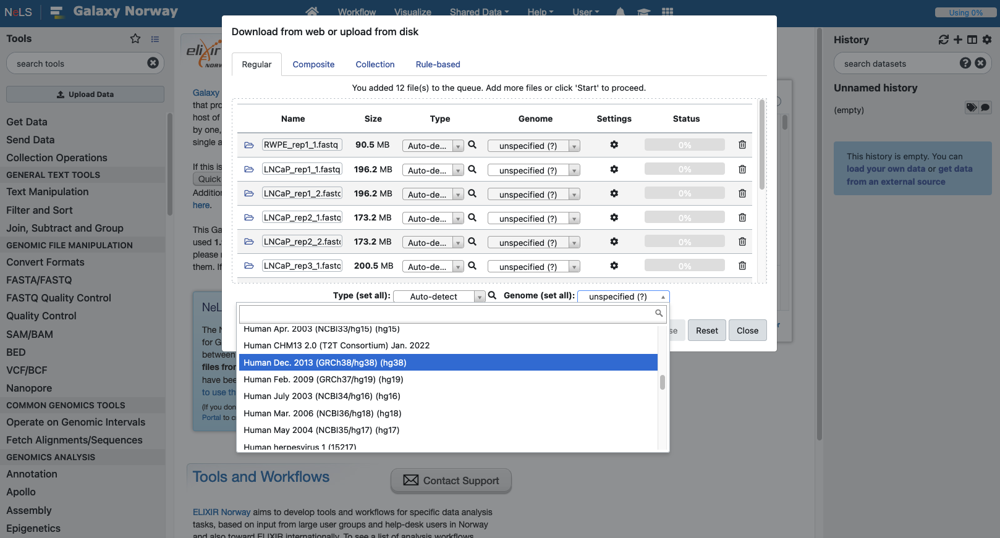 NeLS Galaxy Norway Workflow Visualize Shared Data Help User Using 0%
Tools
search tools
Upload Data
Get Data
Send Data
Collection Operations
GENERAL TEXT TOOLS
Text Manipulation
Filter and Sort
Join, Subtract and Group
GENOMIC FILE MANIPULATION
Convert Formats
FASTA/FASTQ
FASTQ Quality Control
Quality Control
SAM/BAM
BED
VCF/BCF
Nanopore
COMMON GENOMICS TOOLS
Operate on Genomic Intervals
Fetch Alignments/Sequences
GENOMICS ANALYSIS
Annotation
Apollo
Assembly
Epigenetics
elixir
NORW
Galaxy
that pro
host of
by one,
single a
If this is
Quick
Addition
here.
This Ga
used 1.
please
them. If
NeL
The N
for G
between
files from
have bee
to use th
(If you don
Portal to c
Download from web or upload from disk
Regular Composite Collection Rule-based
You added 12 file(s) to the queue. Add more files or click 'Start' to proceed.
Name Size Type Genome Settings Status
RWPE_rep1_1.fastq 90.5 MB Auto-de... unspecified (?) 0%
LNCaP_rep1_1.fastq 196.2 MB Auto-de... unspecified (?) 0%
LNCaP_rep1_2.fastq 196.2 MB Auto-de... unspecified (?) 0%
LNCaP_rep2_1.fastq 173.2 MB Auto-de... unspecified (?) 0%
LNCaP_rep2_2.fastq 173.2 MB Auto-de... unspecified (?) 0%
LNCaP_rep3_1.fastq 200.5 MB Auto-de... unspecified (?) 0%
Type (set all): Auto-detect Genome (set all): unspecified (?)
se Reset Close
Human Apr. 2003 (NCBI33/hg15) (hg15)
Human CHM13 2.0 (T2T Consortium) Jan. 2022
Human Dec. 2013 (GRCh38/hg38) (hg38)
Human Feb. 2009 (GRCh37/hg19) (hg19)
Human July 2003 (NCBI34/hg16) (hg16)
Human Mar. 2006 (NCBI36/hg18) (hg18)
Human May 2004 (NCBI35/hg17) (hg17)
Human herpesvirus 1 (15217)
Tools and Workflows
Contact Support
ELIXIR Norway aims to develop tools and workflows for specific data analysis
tasks, based on input from large user groups and help-desk users in Norway
and also toward ELIXIR internationally. To see a list of analysis workflows
History
search datasets
Unnamed history
(empty)
This history is empty. You can
load your own data or get data
from an external source